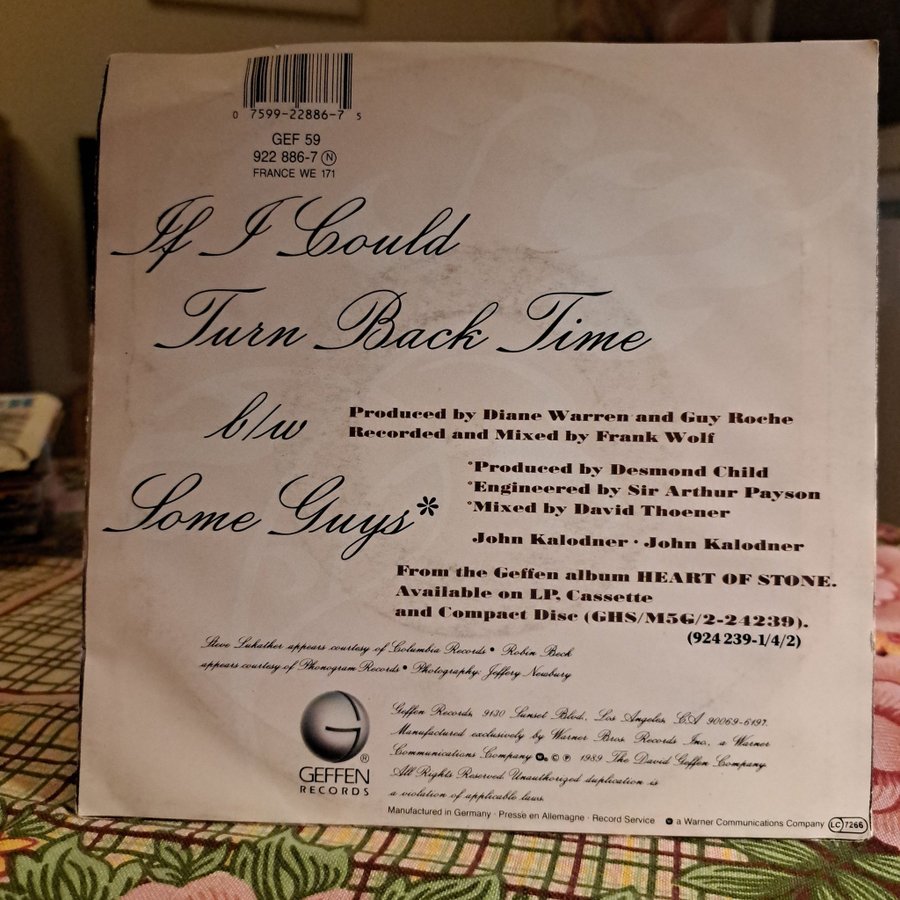 0 7599-22886-7 5
GEF 59
922 886-7 Ⓝ
FRANCE WE 171
If I Could
Turn Back Time
b/w
Produced by Diane Warren and Guy Roche
Recorded and Mixed by Frank Wolf
Some Guys*
*Produced by Desmond Child
*Engineered by Sir Arthur Payson
*Mixed by David Thoener
John Kalodner · John Kalodner
From the Geffen album HEART OF STONE.
Available on LP, Cassette
and Compact Disc (GHS/M5G/2-24239).
(924 239-1/4/2)
Steve Lukather appears courtesy of Columbia Records • Robin Beck
appears courtesy of Phonogram Records • Photography: Jeffery Newbury
G
®
GEFFEN
RECORDS
Geffen Records, 9130 Sunset Blvd., Los Angeles, CA 90069-6197.
Manufactured exclusively by Warner Bros. Records Inc., a Warner
Communications Company. © ℗ 1989 The David Geffen Company.
All Rights Reserved. Unauthorized duplication is
a violation of applicable laws.
Manufactured in Germany · Presse en Allemagne · Record Service a Warner Communications Company LC 7266